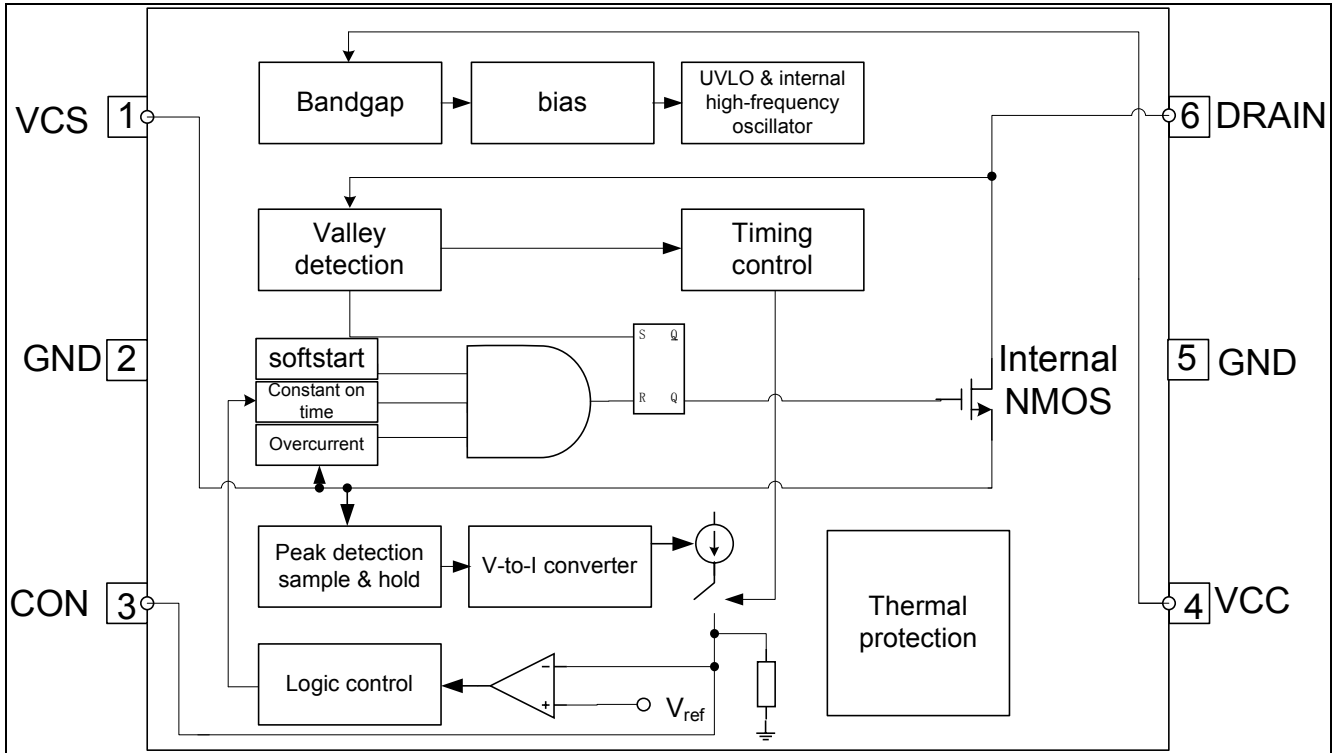 VCS
1
GND
2
CON
3
Bandgap
bias
UVLO & internal
high-frequency
oscillator
Valley
detection
Timing
control
softstart
Constant on
time
Overcurrent
S Q
R Q
Internal
NMOS
Peak detection
sample & hold
V-to-I converter
Logic control
-
+
Vref
Thermal
protection
6
DRAIN
5
GND
4
VCC